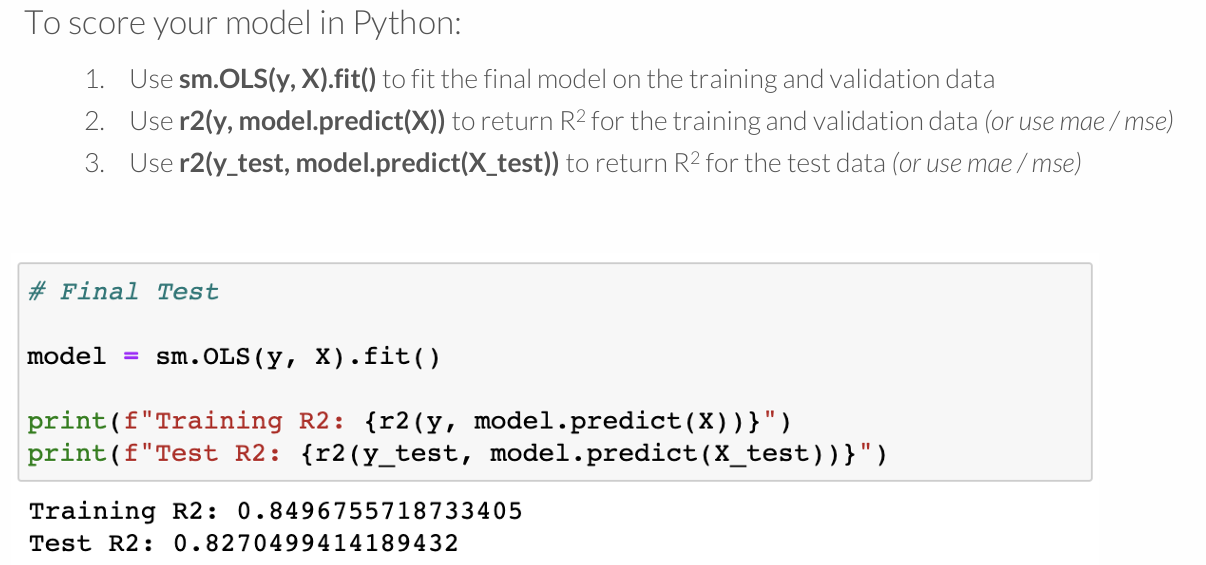 To score your model in Python:
1. Use sm.OLS(y, X).fit() to fit the final model on the training and validation data
2. Use r2(y, model.predict(X)) to return R² for the training and validation data (or use mae / mse)
3. Use r2(y_test, model.predict(X_test)) to return R² for the test data (or use mae / mse)
# Final Test
model = sm.OLS(y, X).fit()
print(f"Training R2: {r2(y, model.predict(X))}")
print(f"Test R2: {r2(y_test, model.predict(X_test))}")
Training R2: 0.8496755718733405
Test R2: 0.8270499414189432